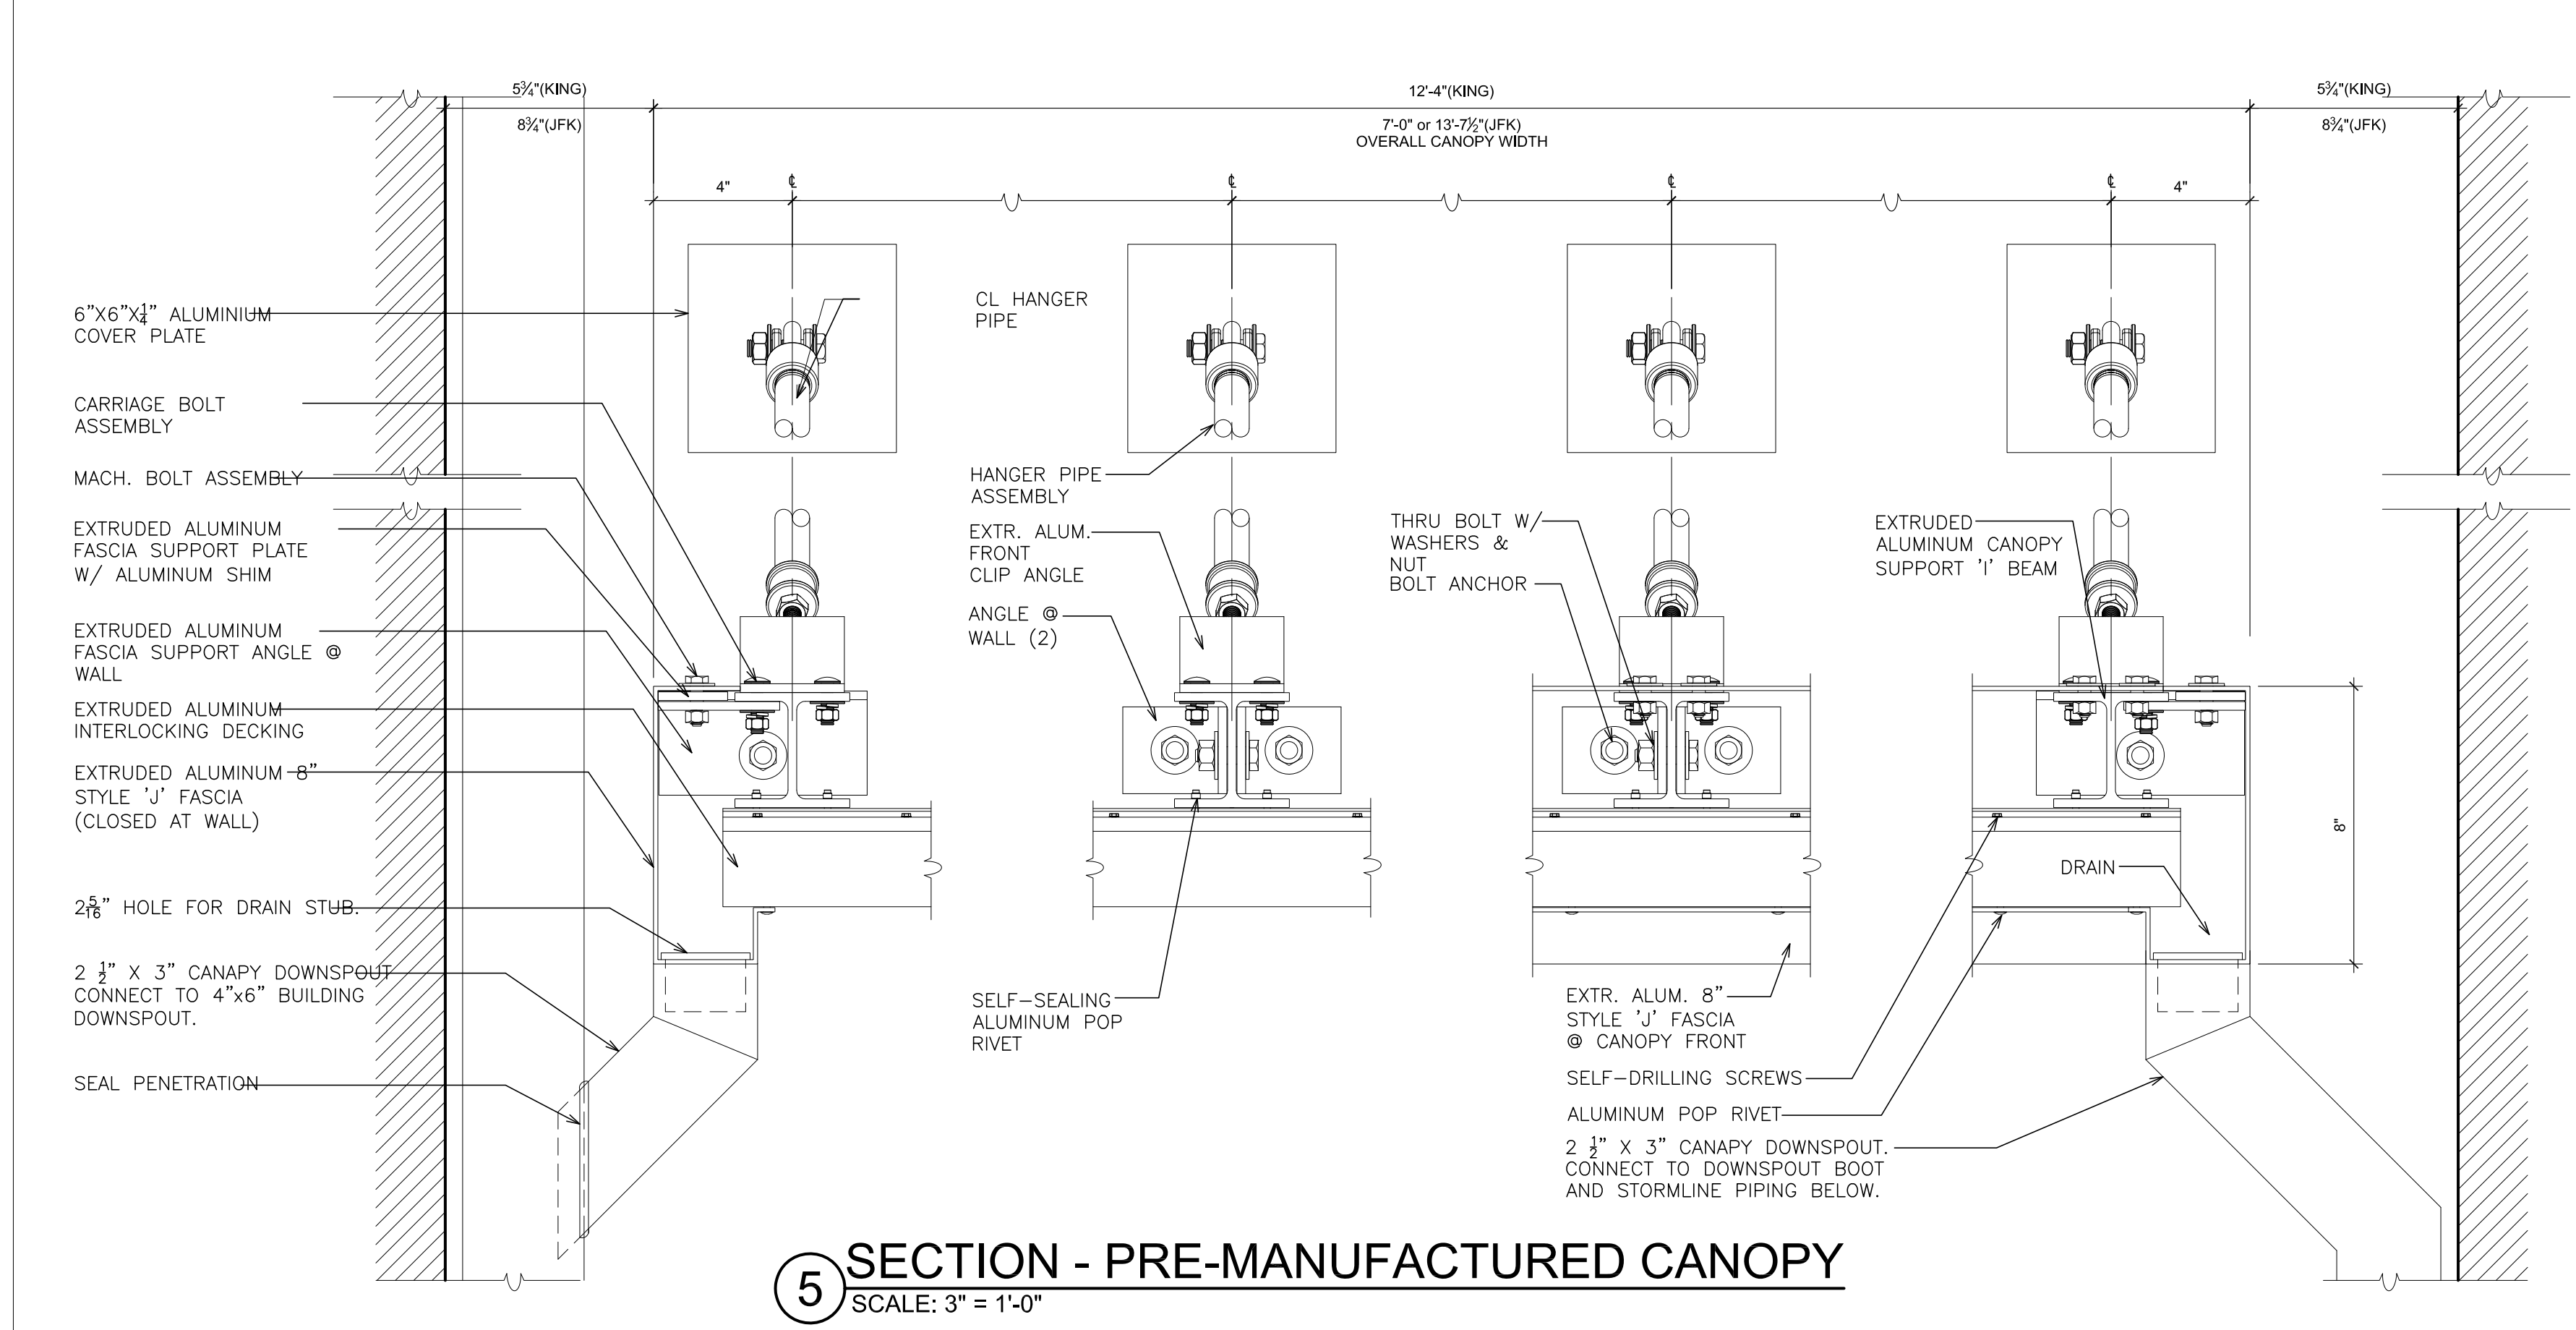 5¾"(KING)
12'-4"(KING)
5¾"(KING)
8¾"(JFK)
7'-0" or 13'-7½"(JFK)
8¾"(JFK)
OVERALL CANOPY WIDTH
4"
℄
℄
℄
℄
4"
6"X6"X¼" ALUMINIUM
COVER PLATE
CARRIAGE BOLT
ASSEMBLY
MACH. BOLT ASSEMBLY
EXTRUDED ALUMINUM
FASCIA SUPPORT PLATE
W/ ALUMINUM SHIM
EXTRUDED ALUMINUM
FASCIA SUPPORT ANGLE @
WALL
EXTRUDED ALUMINUM
INTERLOCKING DECKING
EXTRUDED ALUMINUM 8"
STYLE 'J' FASCIA
(CLOSED AT WALL)
2 5/16" HOLE FOR DRAIN STUB.
2 ½" X 3" CANAPY DOWNSPOUT
CONNECT TO 4"x6" BUILDING
DOWNSPOUT.
SEAL PENETRATION
CL HANGER
PIPE
HANGER PIPE
ASSEMBLY
EXTR. ALUM.
FRONT
CLIP ANGLE
ANGLE @
WALL (2)
SELF-SEALING
ALUMINUM POP
RIVET
THRU BOLT W/
WASHERS &
NUT
BOLT ANCHOR
EXTRUDED
ALUMINUM CANOPY
SUPPORT 'I' BEAM
DRAIN
8"
EXTR. ALUM. 8"
STYLE 'J' FASCIA
@ CANOPY FRONT
SELF-DRILLING SCREWS
ALUMINUM POP RIVET
2 ½" X 3" CANAPY DOWNSPOUT.
CONNECT TO DOWNSPOUT BOOT
AND STORMLINE PIPING BELOW.
5
SECTION - PRE-MANUFACTURED CANOPY
SCALE: 3" = 1'-0"